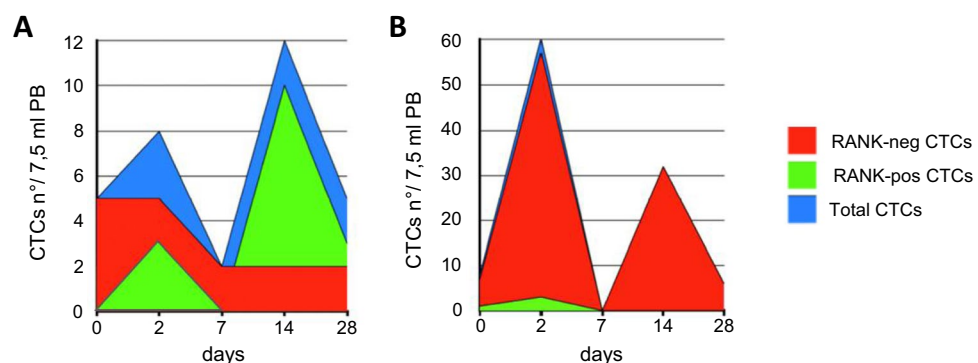 A
CTCs n°/ 7,5 ml PB
12
10
8
6
4
2
0
0 2 7 14 28
days
B
CTCs n°/ 7,5 ml PB
60
50
40
30
20
10
0
0 2 7 14 28
days
RANK-neg CTCs
RANK-pos CTCs
Total CTCs